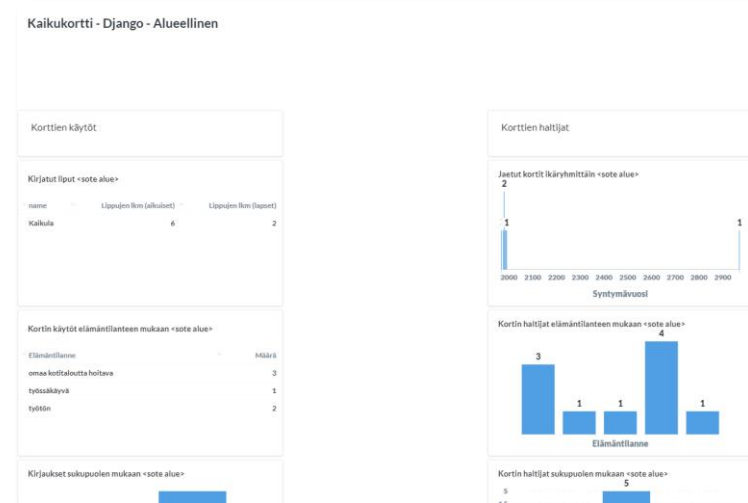 Kaikukortti - Django - Alueellinen
Korttien käytöt
Kirjatut liput <sote alue>
name Lippujen lkm (aikuiset) Lippujen lkm (lapset)
Kaikula 6 2
Kortin käytöt elämäntilanteen mukaan <sote alue>
Elämäntilanne Määrä
omaa kotitaloutta hoitava 3
työssäkäyvä 1
työtön 2
Kirjaukset sukupuolen mukaan <sote alue>
Korttien haltijat
Jaetut kortit ikäryhmittäin <sote alue>
2
1 1
2000 2100 2200 2300 2400 2500 2600 2700 2800 2900
Syntymävuosi
Kortin haltijat elämäntilanteen mukaan <sote alue>
4
3
1 1 1
Elämäntilanne
Kortin haltijat sukupuolen mukaan <sote alue>
5
5